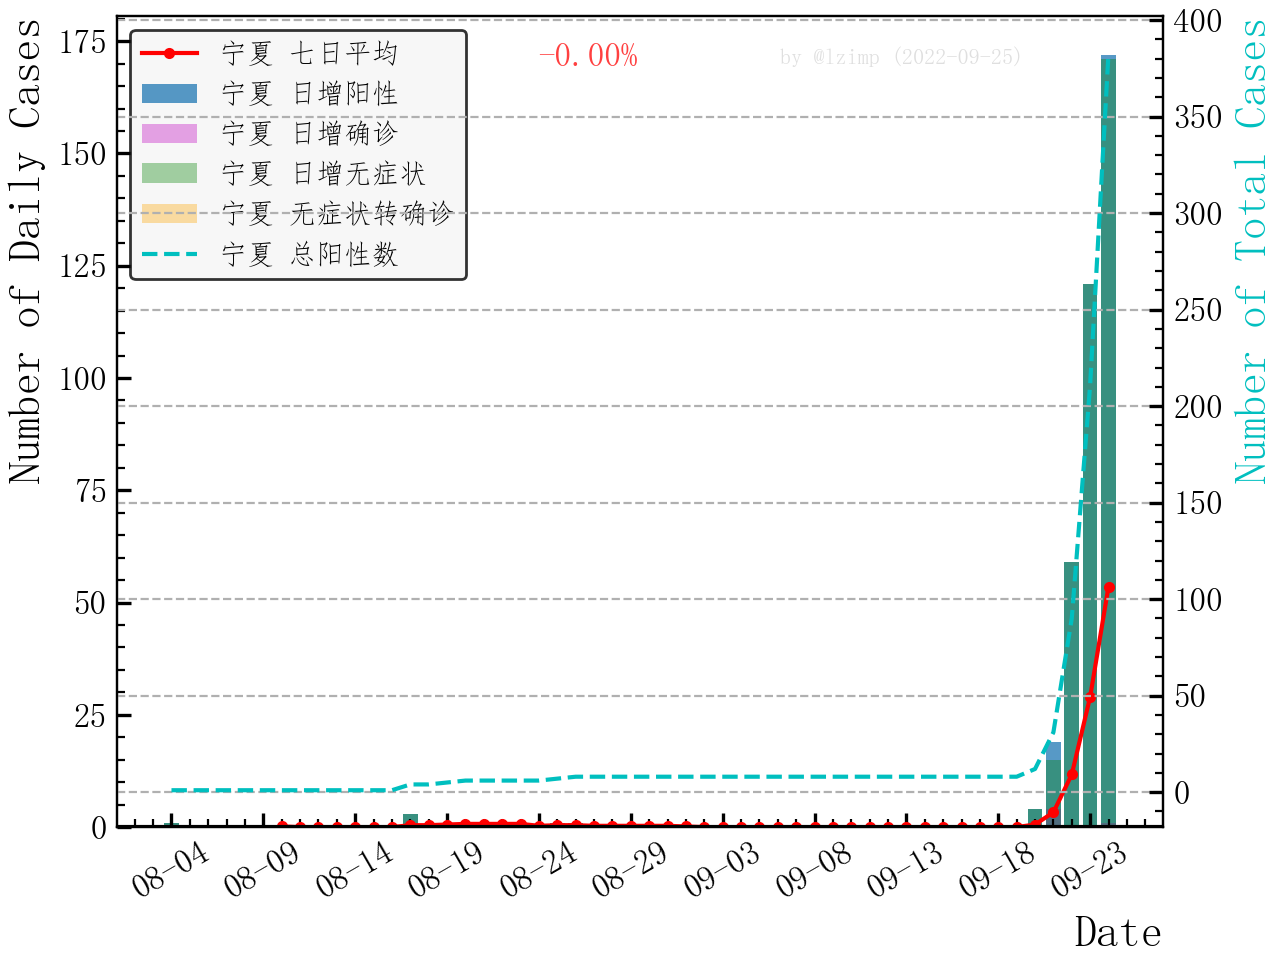 宁夏 七日平均
宁夏 日增阳性
宁夏 日增确诊
宁夏 日增无症状
宁夏 无症状转确诊
宁夏 总阳性数
−0.00%
by @lzimp (2022-09-25)
Number of Daily Cases
175
150
125
100
75
50
25
0
Number of Total Cases
400
350
300
250
200
150
100
50
0
08−04
08−09
08−14
08−19
08−24
08−29
09−03
09−08
09−13
09−18
09−23
Date